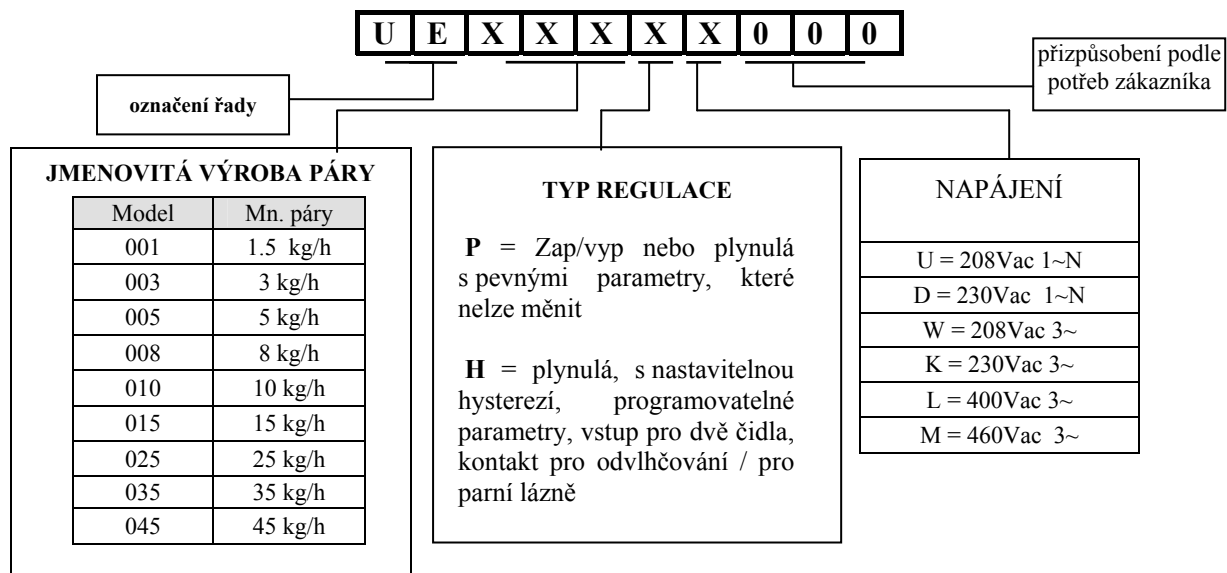 U E X X X X X 0 0 0
přizpůsobení podle
potřeb zákazníka
označení řady
JMENOVITÁ VÝROBA PÁRY
Model Mn. páry
001 1.5 kg/h
003 3 kg/h
005 5 kg/h
008 8 kg/h
010 10 kg/h
015 15 kg/h
025 25 kg/h
035 35 kg/h
045 45 kg/h
TYP REGULACE
P = Zap/vyp nebo plynulá
s pevnými parametry, které
nelze měnit
H = plynulá, s nastavitelnou
hysterezí, programovatelné
parametry, vstup pro dvě čidla,
kontakt pro odvlhčování / pro
parní lázně
NAPÁJENÍ
U = 208Vac 1~N
D = 230Vac 1~N
W = 208Vac 3~
K = 230Vac 3~
L = 400Vac 3~
M = 460Vac 3~